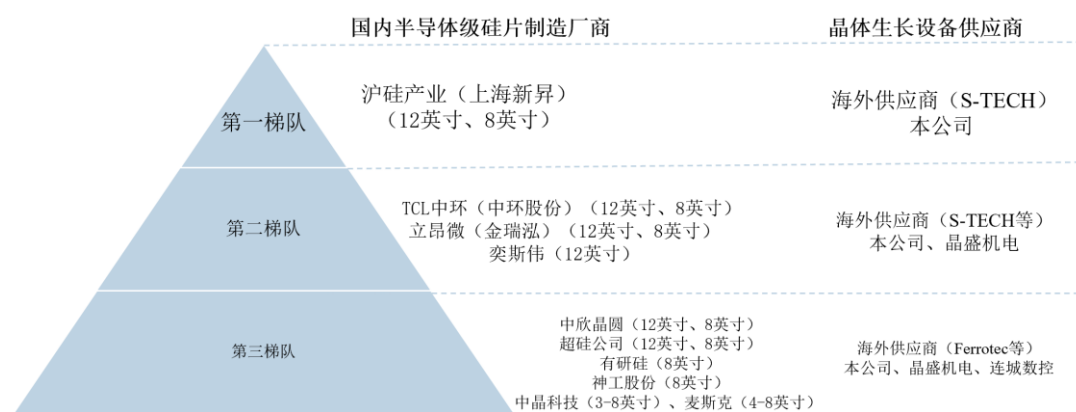 国内半导体级硅片制造厂商
晶体生长设备供应商
第一梯队
沪硅产业（上海新昇）
（12英寸、8英寸）
海外供应商（S-TECH）
本公司
第二梯队
TCL中环（中环股份）（12英寸、8英寸）
立昂微（金瑞泓）（12英寸、8英寸）
奕斯伟（12英寸）
海外供应商（S-TECH等）
本公司、晶盛机电
第三梯队
中欣晶圆（12英寸、8英寸）
超硅公司（12英寸、8英寸）
有研硅（8英寸）
神工股份（8英寸）
中晶科技（3-8英寸）、麦斯克（4-8英寸）
海外供应商（Ferrotec等）
本公司、晶盛机电、连城数控